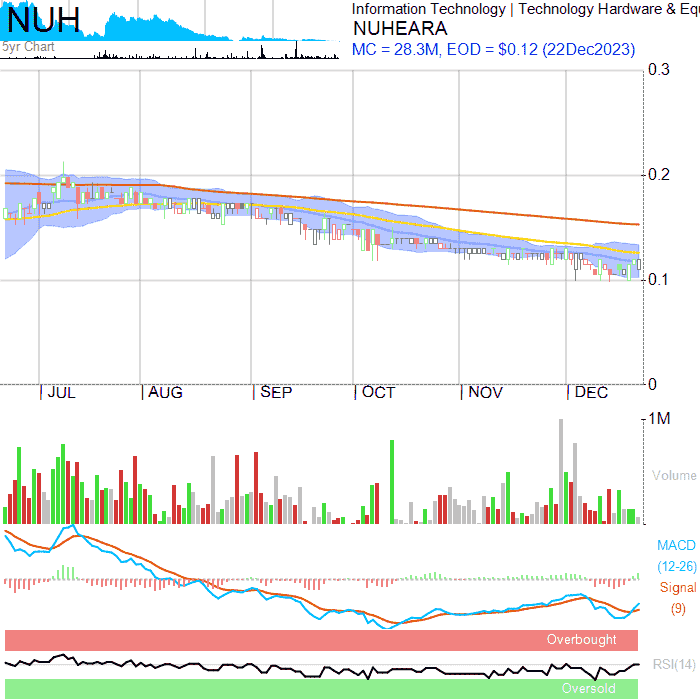 NUH
Information Technology | Technology Hardware & Equ
NUHEARA
5yr Chart
MC = 28.3M, EOD = $0.12 (22Dec2023)
0.3
0.2
0.1
0
JUL AUG SEP OCT NOV DEC
1M
Volume
MACD
(12-26)
Signal
(9)
Overbought
RSI(14)
Oversold